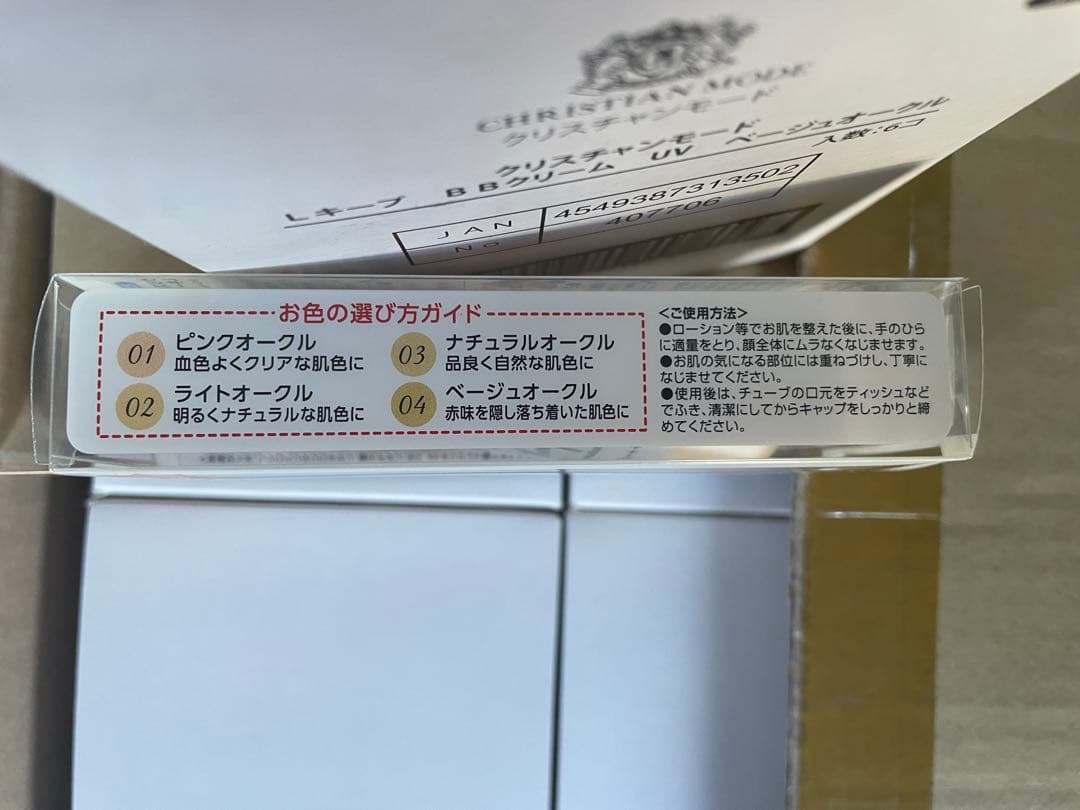 CHRISTIAN MODE
クリスチャンモード
クリスチャンモード
Lキープ BBクリーム UV ベージュオークル
入数:6コ
JAN 4549387313502
No 407706
お色の選び方ガイド
01 ピンクオークル
血色よくクリアな肌色に
02 ライトオークル
明るくナチュラルな肌色に
03 ナチュラルオークル
品良く自然な肌色に
04 ベージュオークル
赤味を隠し落ち着いた肌色に
<ご使用方法>
●ローション等でお肌を整えた後に、手のひら
に適量をとり、顔全体にムラなくなじませます。
●お肌の気になる部位には重ねづけし、丁寧に
なじませてください。
●使用後は、チューブの口元をティッシュなど
でふき、清潔にしてからキャップをしっかりと締
めてください。